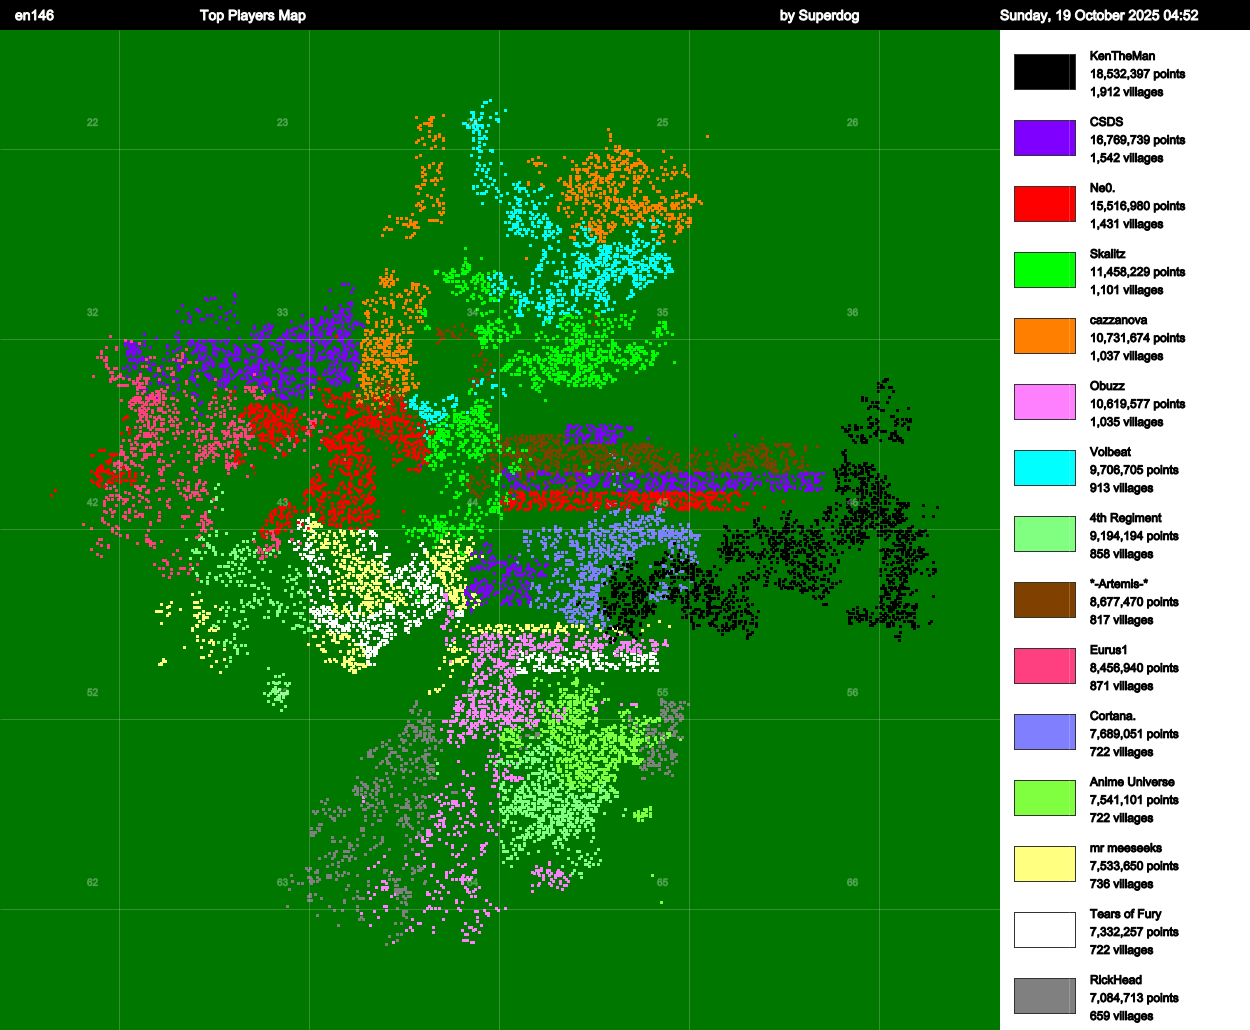 en146 Top Players Map by Superdog Sunday, 19 October 2025 04:52
KenTheMan
18,532,397 points
1,912 villages
CSDS
16,769,739 points
1,542 villages
Ne0.
15,516,980 points
1,431 villages
Skalitz
11,458,229 points
1,101 villages
cazzanova
10,731,674 points
1,037 villages
Obuzz
10,619,577 points
1,035 villages
Volbeat
9,706,705 points
913 villages
4th Regiment
9,194,194 points
858 villages
*-Artemis-*
8,677,470 points
817 villages
Eurus1
8,456,940 points
871 villages
Cortana.
7,689,051 points
722 villages
Anime Universe
7,541,101 points
722 villages
mr meeseeks
7,533,650 points
736 villages
Tears of Fury
7,332,257 points
722 villages
RickHead
7,084,713 points
659 villages
22 23 25 26
32 33 34 35 36
42 43 44 45
52 55 56
62 63 64 65 66